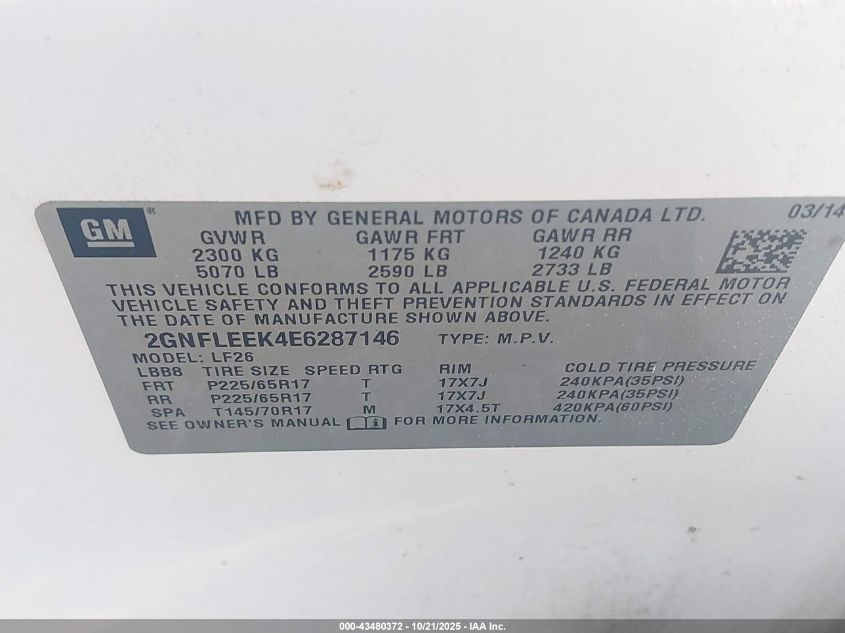 GM® MFD BY GENERAL MOTORS OF CANADA LTD. 03/14
GVWR GAWR FRT GAWR RR
2300 KG 1175 KG 1240 KG
5070 LB 2590 LB 2733 LB
THIS VEHICLE CONFORMS TO ALL APPLICABLE U.S. FEDERAL MOTOR
VEHICLE SAFETY AND THEFT PREVENTION STANDARDS IN EFFECT ON
THE DATE OF MANUFACTURE SHOWN ABOVE.
2GNFLEEK4E6287146 TYPE: M.P.V.
MODEL: LF26
LBB8 TIRE SIZE SPEED RTG RIM COLD TIRE PRESSURE
FRT P225/65R17 T 17X7J 240KPA(35PSI)
RR P225/65R17 T 17X7J 240KPA(35PSI)
SPA T145/70R17 M 17X4.5T 420KPA(60PSI)
SEE OWNER'S MANUAL i FOR MORE INFORMATION.
000-43480372 - 10/21/2025 - IAA Inc.